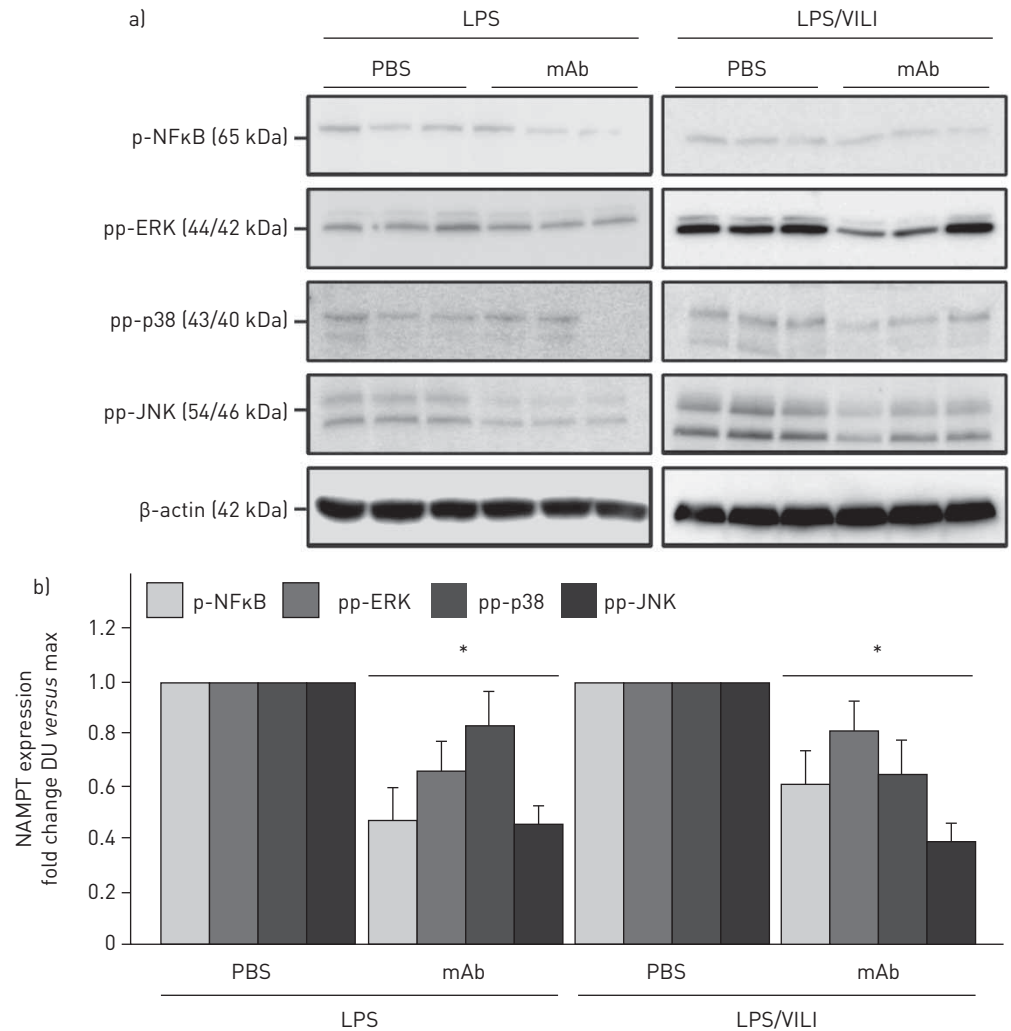 a)
LPS
LPS/VILI
PBS
mAb
PBS
mAb
p-NFκB (65 kDa)
pp-ERK (44/42 kDa)
pp-p38 (43/40 kDa)
pp-JNK (54/46 kDa)
β-actin (42 kDa)
b)
p-NFκB
pp-ERK
pp-p38
pp-JNK
NAMPT expression
fold change DU versus max
1.2
1.0
0.8
0.6
0.4
0.2
0
*
*
PBS
mAb
PBS
mAb
LPS
LPS/VILI